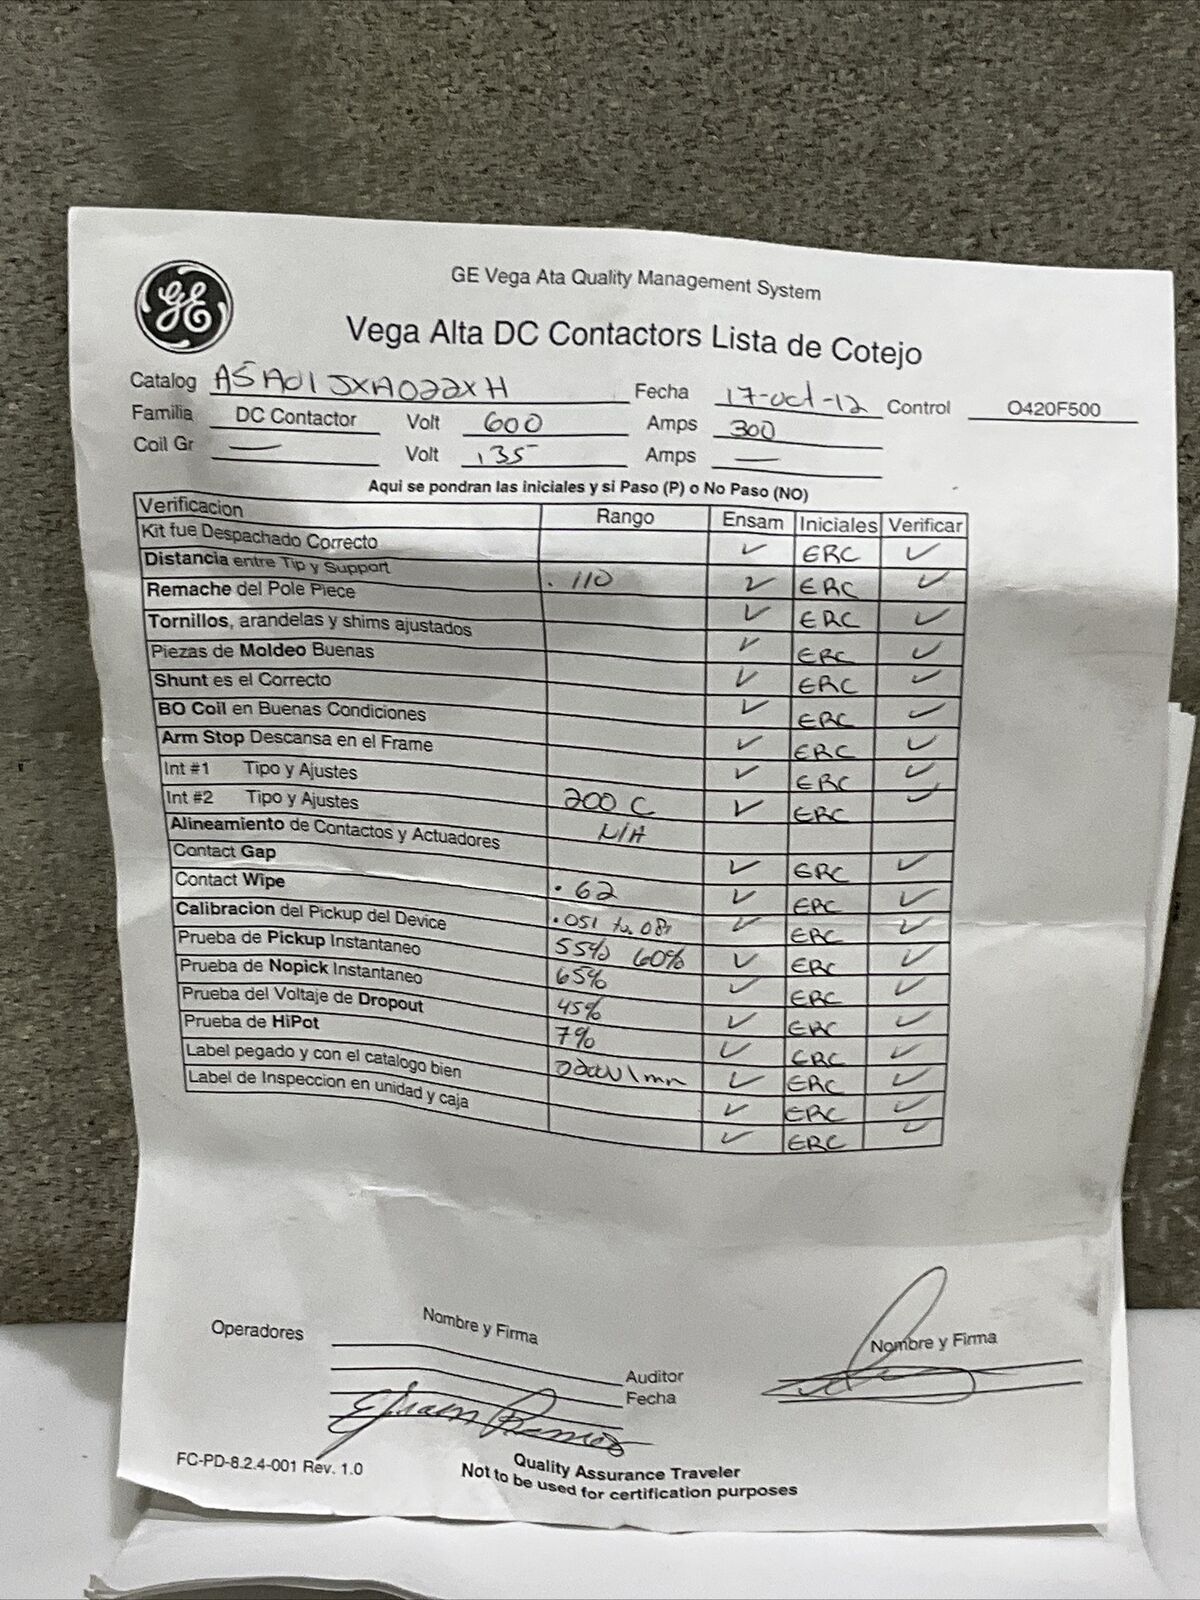 GE
GE Vega Ata Quality Management System
Vega Alta DC Contactors Lista de Cotejo
Catalog A5A01JXA022XH Fecha 17-oct-12 Control O420F500
Familia DC Contactor Volt 600 Amps 300
Coil Gr — Volt 135 Amps —
Aqui se pondran las iniciales y si Paso (P) o No Paso (NO)
Verificacion Rango Ensam Iniciales Verificar
Kit fue Despachado Correcto ✓ ERC ✓
Distancia entre Tip y Support .110 ✓ ERC ✓
Remache del Pole Piece ✓ ERC ✓
Tornillos, arandelas y shims ajustados ✓ ERC ✓
Piezas de Moldeo Buenas ✓ ERC ✓
Shunt es el Correcto ✓ ERC ✓
BO Coil en Buenas Condiciones ✓ ERC ✓
Arm Stop Descansa en el Frame ✓ ERC ✓
Int #1 Tipo y Ajustes 200 C ✓ ERC ✓
Int #2 Tipo y Ajustes N/A
Alineamiento de Contactos y Actuadores ✓ ERC ✓
Contact Gap .62 ✓ ERC ✓
Contact Wipe .051 to .081 ✓ ERC ✓
Calibracion del Pickup del Device 55% 60% ✓ ERC ✓
Prueba de Pickup Instantaneo 65% ✓ ERC ✓
Prueba de Nopick Instantaneo 45% ✓ ERC ✓
Prueba del Voltaje de Dropout 7% ✓ ERC ✓
Prueba de HiPot ✓ ERC ✓
Label pegado y con el catalogo bien ✓ ERC ✓
Label de Inspeccion en unidad y caja ✓ ERC ✓
Nombre y Firma Nombre y Firma
Operadores
Auditor
Fecha
Efraen Ramos
FC-PD-8.2.4-001 Rev. 1.0
Quality Assurance Traveler
Not to be used for certification purposes